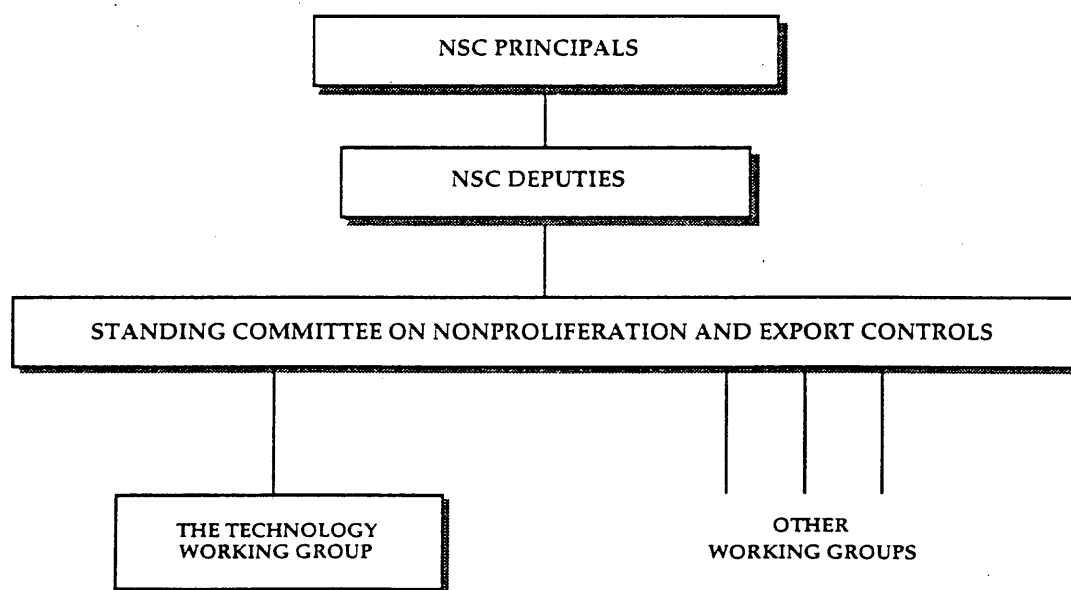 NSC PRINCIPALS
NSC DEPUTIES
STANDING COMMITTEE ON NONPROLIFERATION AND EXPORT CONTROLS
THE TECHNOLOGY
WORKING GROUP
OTHER
WORKING GROUPS